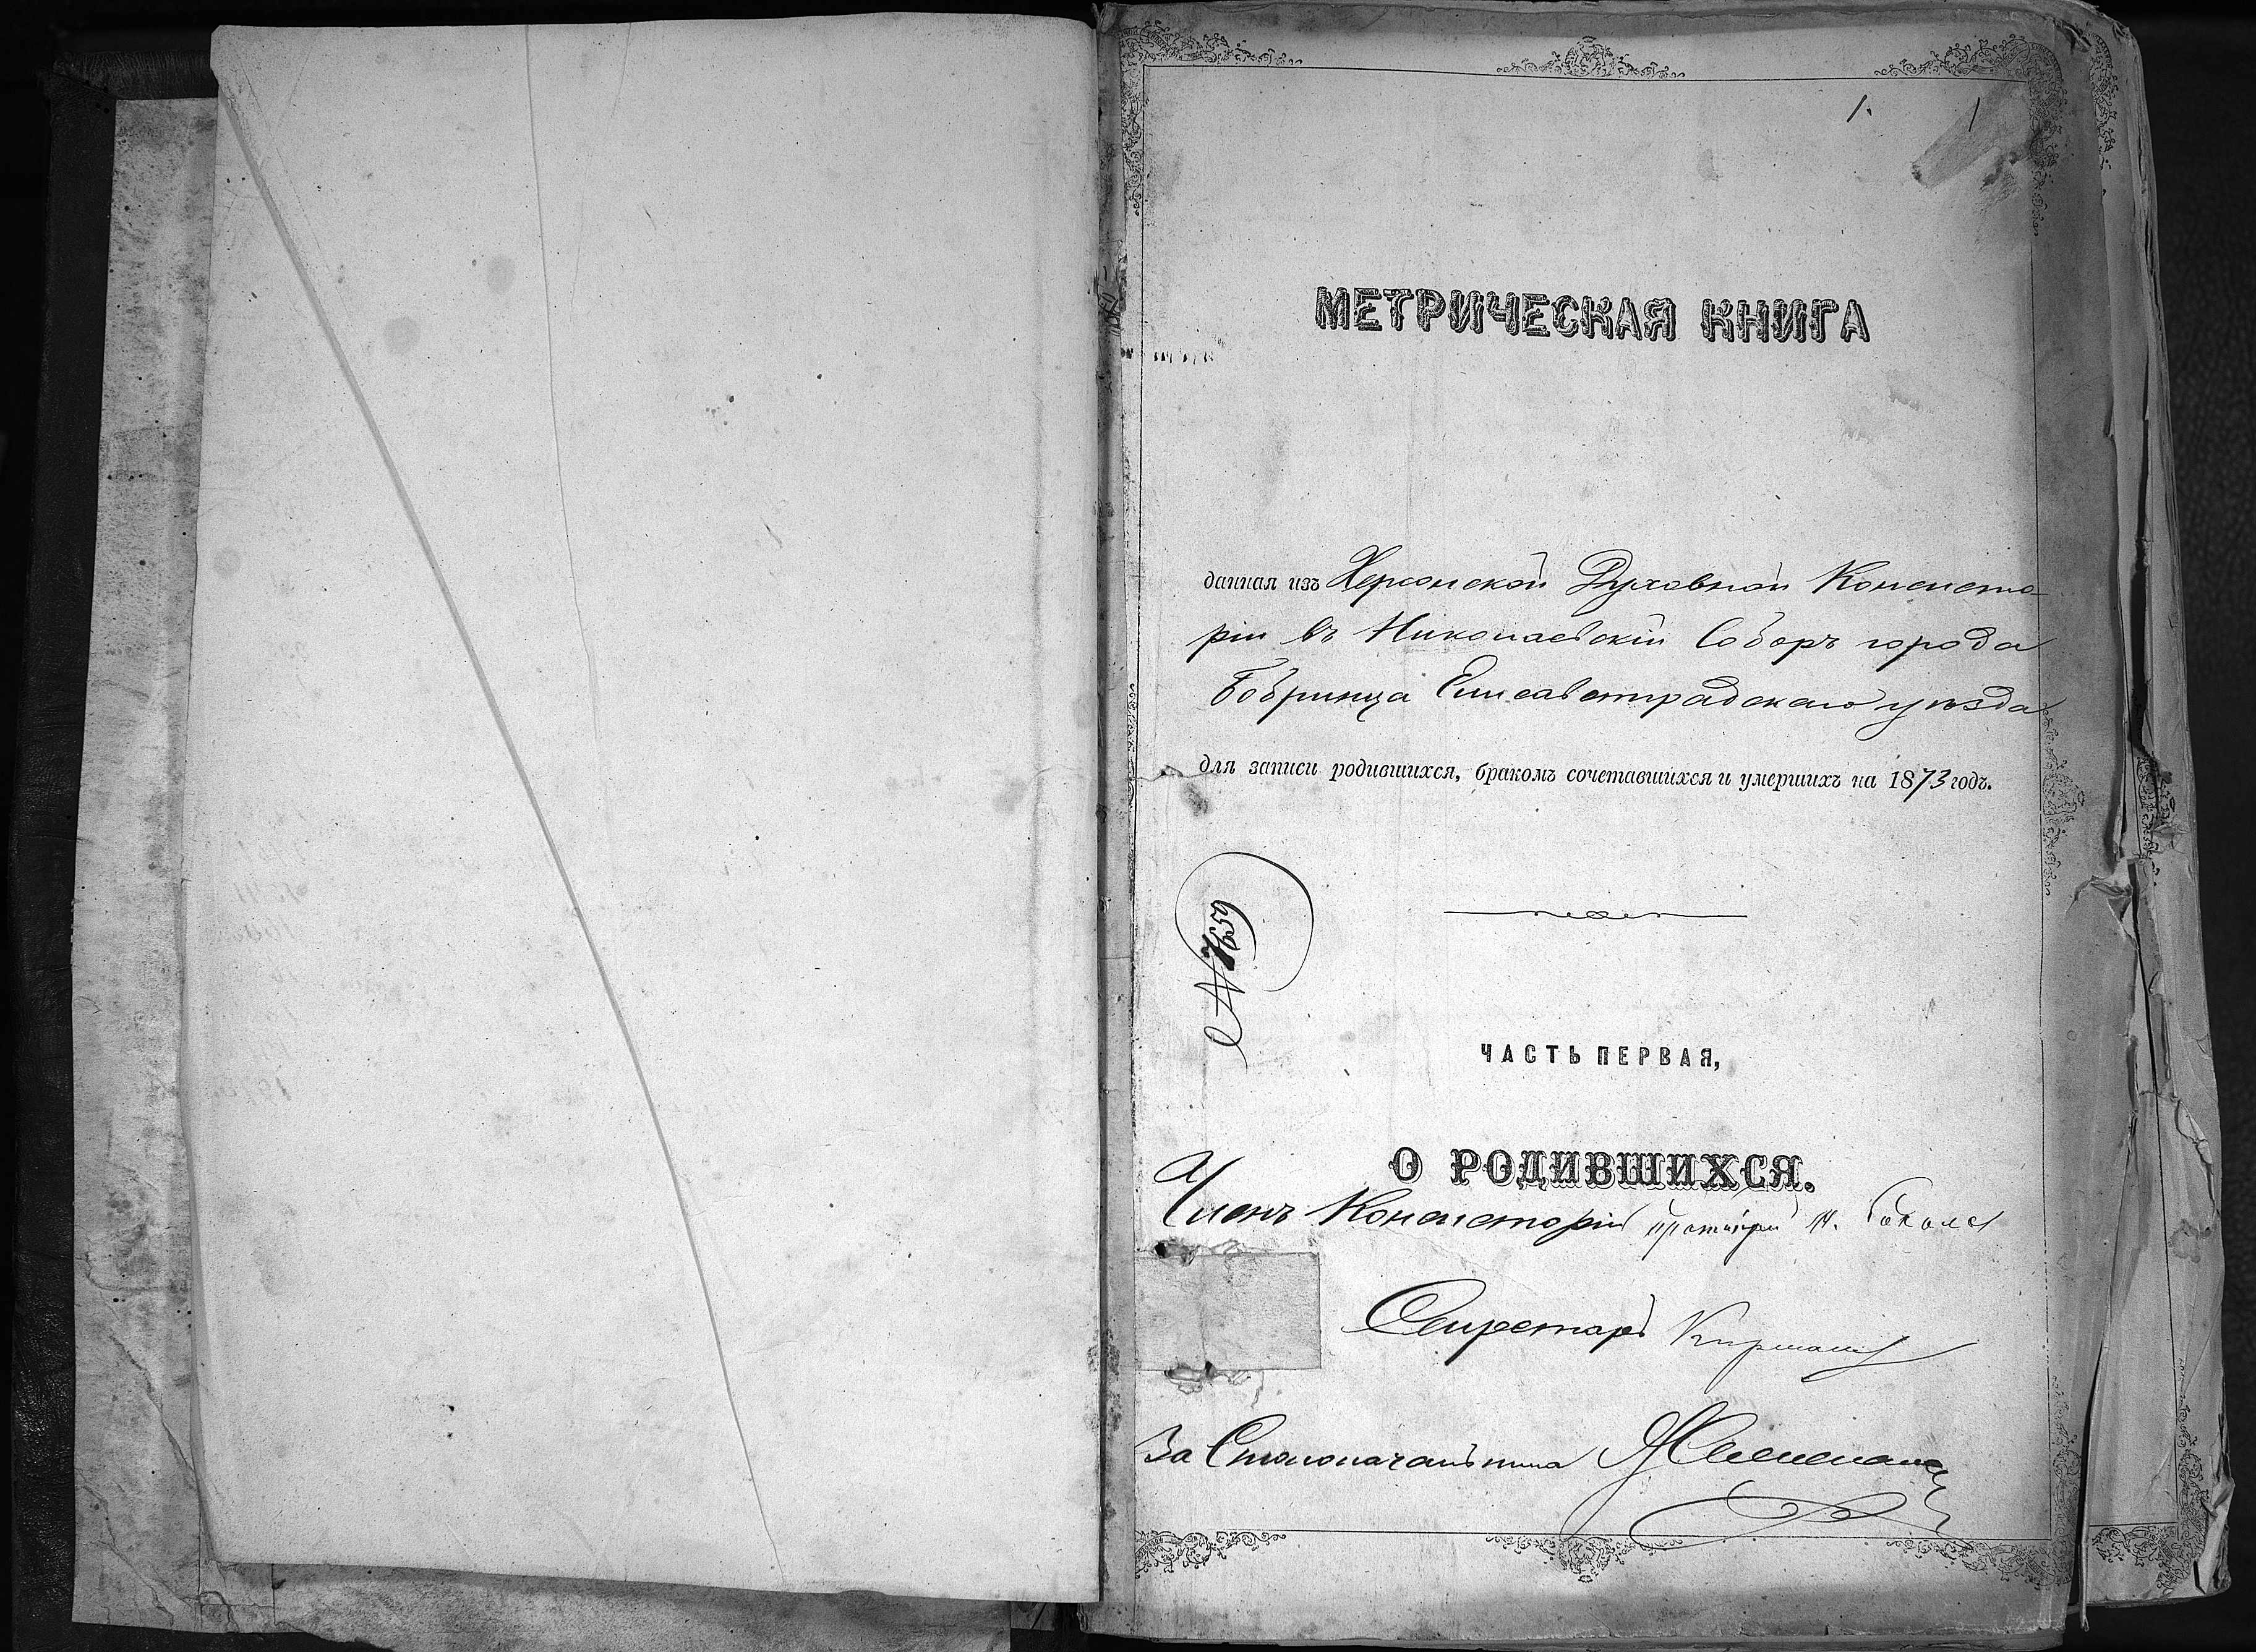 1. 1
МЕТРИЧЕСКАЯ КНИГА
данная изъ Херсонской Духовной Консисто-
ріи въ Николаевскій Соборъ города
Бобринца Елисаветградскаго уѣзда
для записи родившихся, бракомъ сочетавшихся и умершихъ на 1873 годъ.
ЧАСТЬ ПЕРВАЯ,
О РОДИВШИХСЯ.
Членъ Консисторіи протоіерей
Секретарь
За Столоначальника